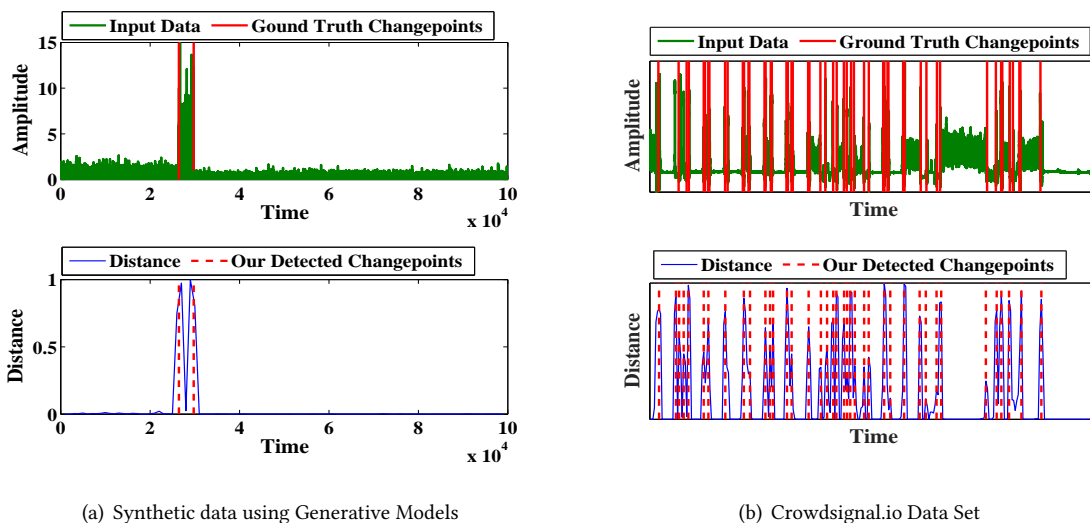 Input Data Gound Truth Changepoints
15
10
5
0
Amplitude
0 2 4 6 8 10
Time
x 10^4
Distance Our Detected Changepoints
1
0.5
0
Distance
0 2 4 6 8 10
Time
x 10^4
(a) Synthetic data using Generative Models
Input Data Ground Truth Changepoints
Amplitude
Time
Distance Our Detected Changepoints
Distance
Time
(b) Crowdsignal.io Data Set